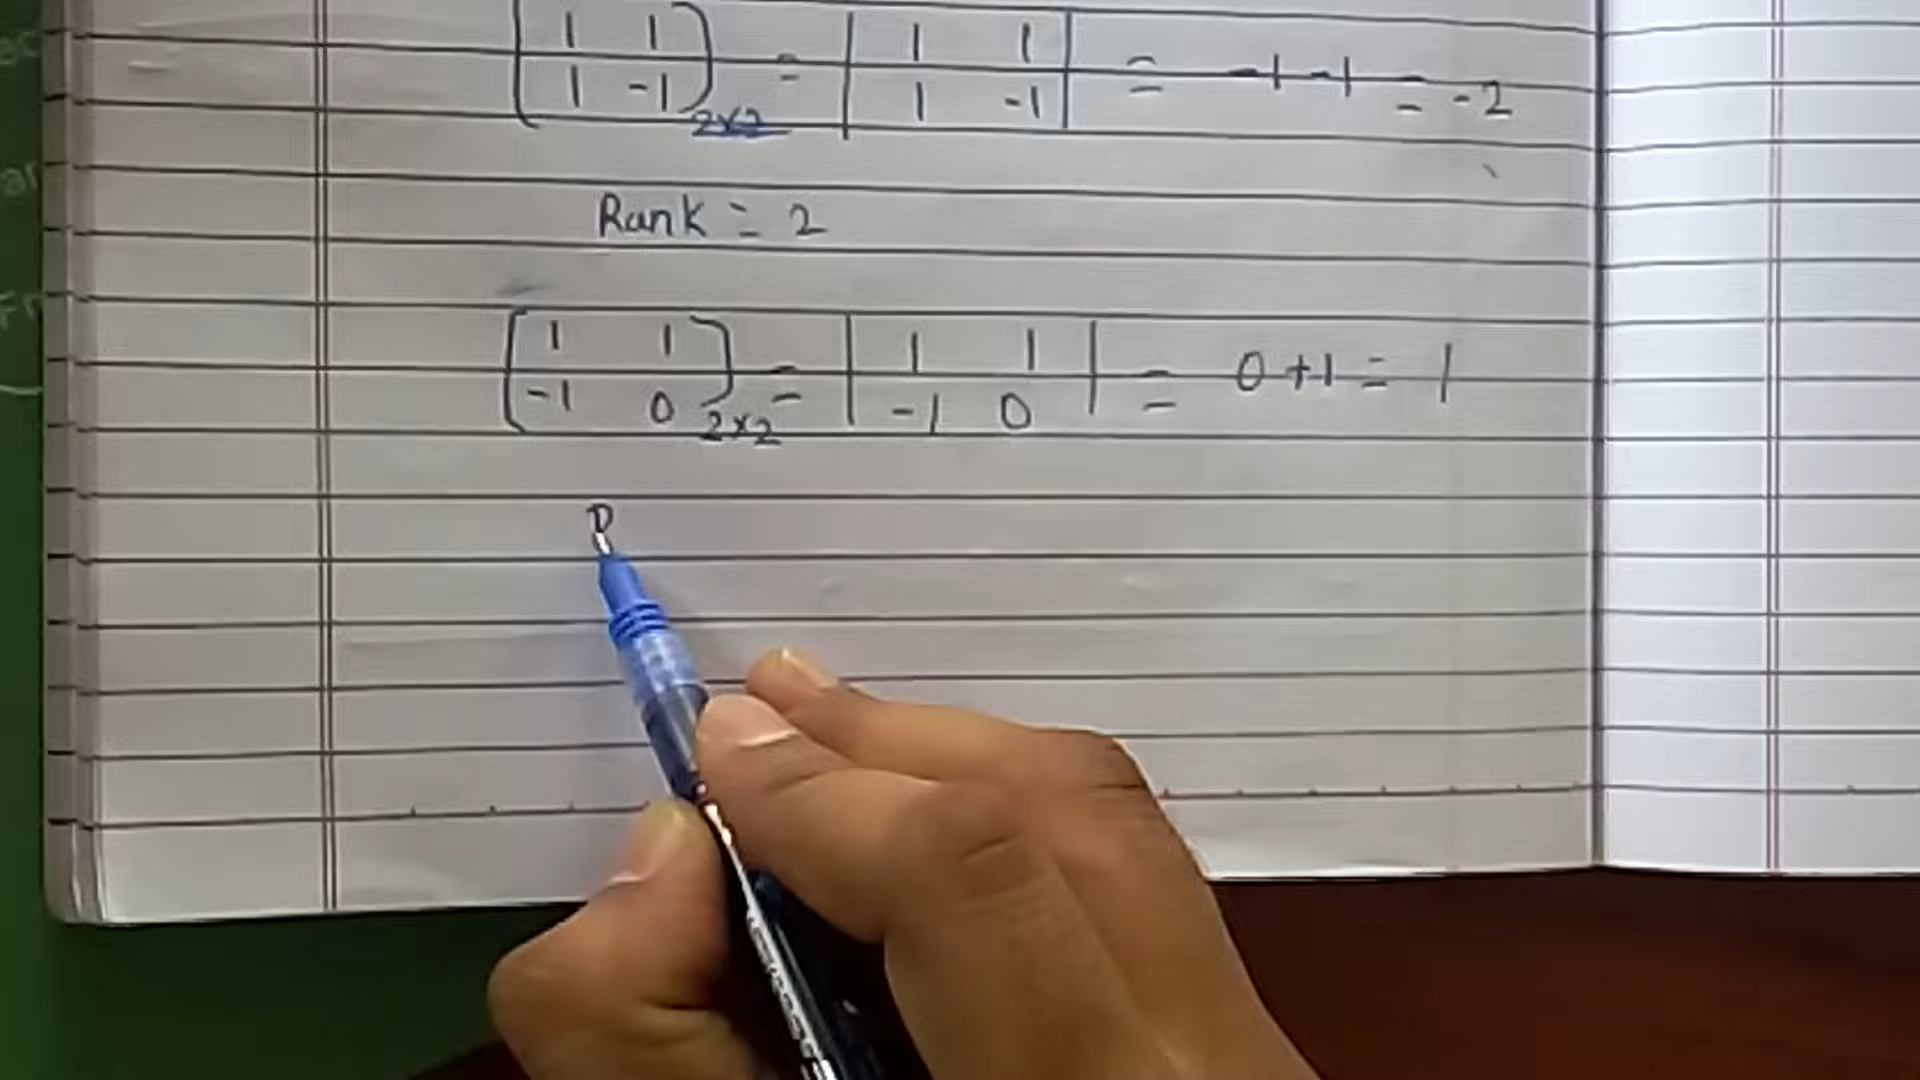 [1 1
1 -1]2x2 = |1 1
1 -1| = -1 -1 = -2
Rank = 2
[1 1
-1 0]2x2 = |1 1
-1 0| = 0 + 1 = 1